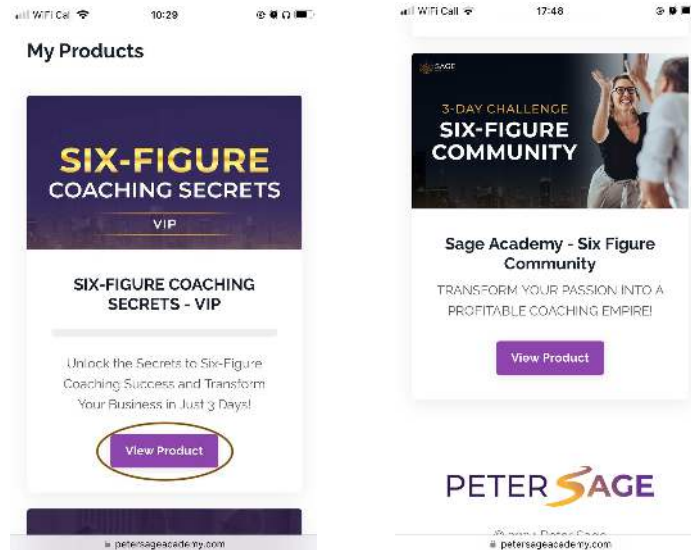 WiFi Cal
10:29
My Products
SIX-FIGURE
COACHING SECRETS
VIP
SIX-FIGURE COACHING
SECRETS - VIP
Unlock the Secrets to Six-Figure
Coaching Success and Transform
Your Business in Just 3 Days!
View Product
petersageacademy.com
WiFi Call
17:48
SAGE
3-DAY CHALLENGE
SIX-FIGURE
COMMUNITY
Sage Academy - Six Figure
Community
TRANSFORM YOUR PASSION INTO A
PROFITABLE COACHING EMPIRE!
View Product
PETER SAGE
Peter Sage
petersageacademy.com